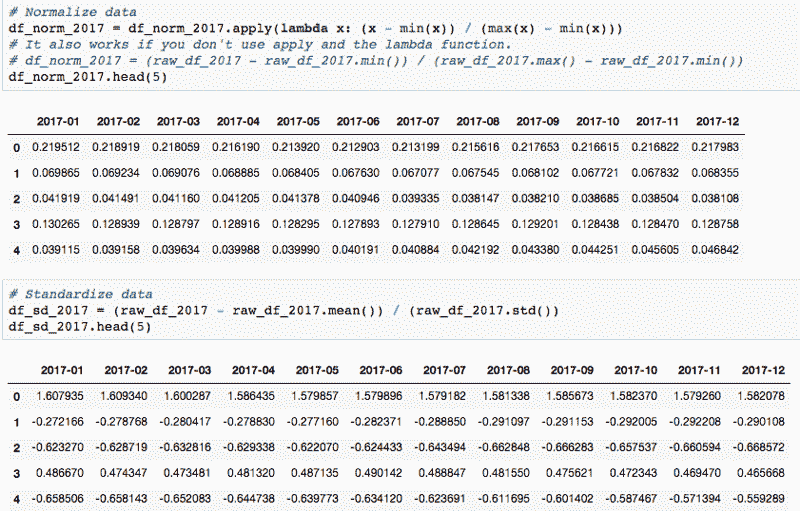 # Normalize data
df_norm_2017 = df_norm_2017.apply(lambda x: (x - min(x)) / (max(x) - min(x)))
# It also works if you don't use apply and the lambda function.
# df_norm_2017 = (raw_df_2017 - raw_df_2017.min()) / (raw_df_2017.max() - raw_df_2017.min())
df_norm_2017.head(5)
2017-01 2017-02 2017-03 2017-04 2017-05 2017-06 2017-07 2017-08 2017-09 2017-10 2017-11 2017-12
0 0.219512 0.218919 0.218059 0.216190 0.213920 0.212903 0.213199 0.215616 0.217653 0.216615 0.216822 0.217983
1 0.069865 0.069234 0.069076 0.068885 0.068405 0.067630 0.067077 0.067545 0.068102 0.067721 0.067832 0.068355
2 0.041919 0.041491 0.041160 0.041205 0.041378 0.040946 0.039335 0.038147 0.038210 0.038685 0.038504 0.038108
3 0.130265 0.128939 0.128797 0.128916 0.128295 0.127893 0.127910 0.128645 0.129201 0.128438 0.128470 0.128758
4 0.039115 0.039158 0.039634 0.039988 0.039990 0.040191 0.040884 0.042192 0.043380 0.044251 0.045605 0.046842
# Standardize data
df_sd_2017 = (raw_df_2017 - raw_df_2017.mean()) / (raw_df_2017.std())
df_sd_2017.head(5)
2017-01 2017-02 2017-03 2017-04 2017-05 2017-06 2017-07 2017-08 2017-09 2017-10 2017-11 2017-12
0 1.607935 1.609340 1.600287 1.586435 1.579857 1.579896 1.579182 1.581338 1.585673 1.582370 1.579260 1.582078
1 -0.272166 -0.278768 -0.280417 -0.278830 -0.277160 -0.282371 -0.288850 -0.291097 -0.291153 -0.292005 -0.292208 -0.290108
2 -0.623270 -0.628719 -0.632816 -0.629338 -0.622070 -0.624433 -0.643494 -0.662848 -0.666283 -0.657537 -0.660594 -0.668572
3 0.486670 0.474347 0.473481 0.481320 0.487135 0.490142 0.488847 0.481550 0.475621 0.472343 0.469470 0.465668
4 -0.658506 -0.658143 -0.652083 -0.644738 -0.639773 -0.634120 -0.623691 -0.611695 -0.601402 -0.587467 -0.571394 -0.559289